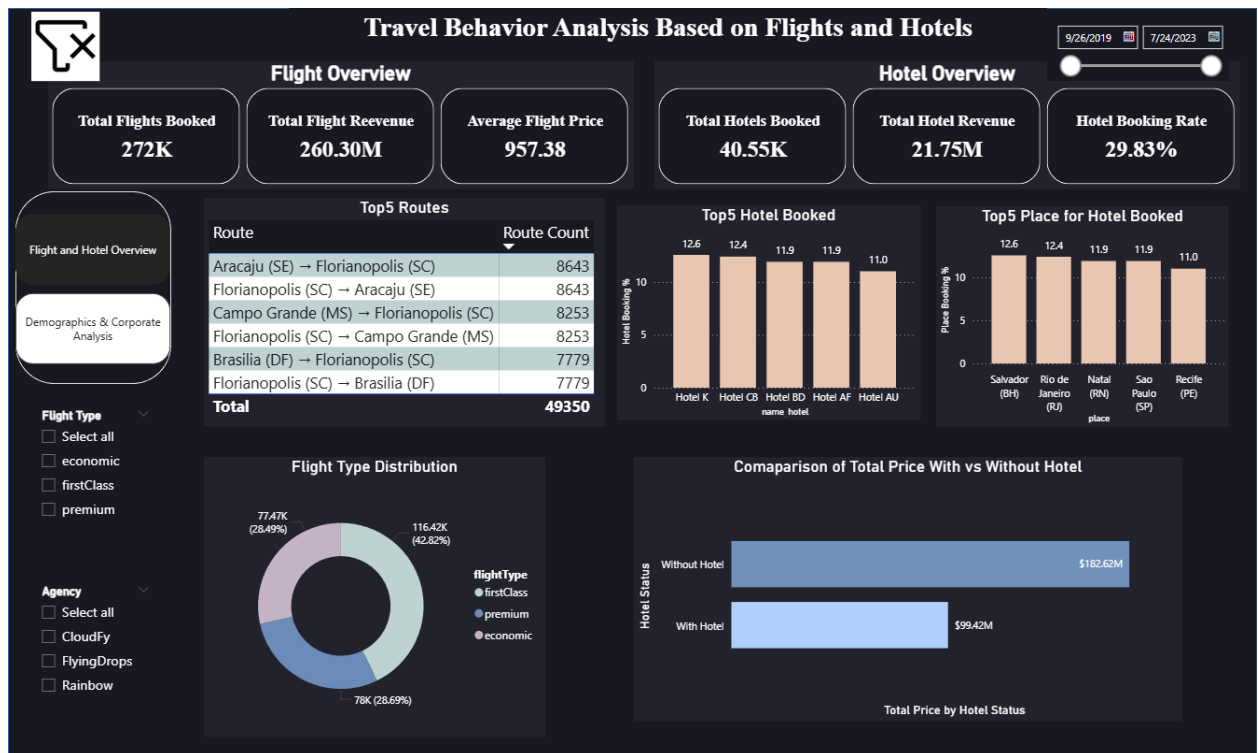 Travel Behavior Analysis Based on Flights and Hotels
9/26/2019
7/24/2023
Flight Overview
Hotel Overview
Total Flights Booked
272K
Total Flight Reevenue
260.30M
Average Flight Price
957.38
Total Hotels Booked
40.55K
Total Hotel Revenue
21.75M
Hotel Booking Rate
29.83%
Flight and Hotel Overview
Demographics & Corporate
Analysis
Flight Type
Select all
economic
firstClass
premium
Agency
Select all
CloudFy
FlyingDrops
Rainbow
Top5 Routes
Route Route Count
Aracaju (SE) → Florianopolis (SC) 8643
Florianopolis (SC) → Aracaju (SE) 8643
Campo Grande (MS) → Florianopolis (SC) 8253
Florianopolis (SC) → Campo Grande (MS) 8253
Brasilia (DF) → Florianopolis (SC) 7779
Florianopolis (SC) → Brasilia (DF) 7779
Total 49350
Top5 Hotel Booked
Hotel Booking %
12.6 12.4 11.9 11.9 11.0
10
5
0
Hotel K Hotel CB Hotel BD Hotel AF Hotel AU
name_hotel
Top5 Place for Hotel Booked
Place Booking %
12.6 12.4 11.9 11.9 11.0
10
5
0
Salvador
(BH)
Rio de
Janeiro
(RJ)
Natal
(RN)
Sao
Paulo
(SP)
Recife
(PE)
place
Flight Type Distribution
77.47K
(28.49%)
116.42K
(42.82%)
78K (28.69%)
flightType
firstClass
premium
economic
Comaparison of Total Price With vs Without Hotel
Hotel Status
Without Hotel
$182.62M
With Hotel
$99.42M
Total Price by Hotel Status